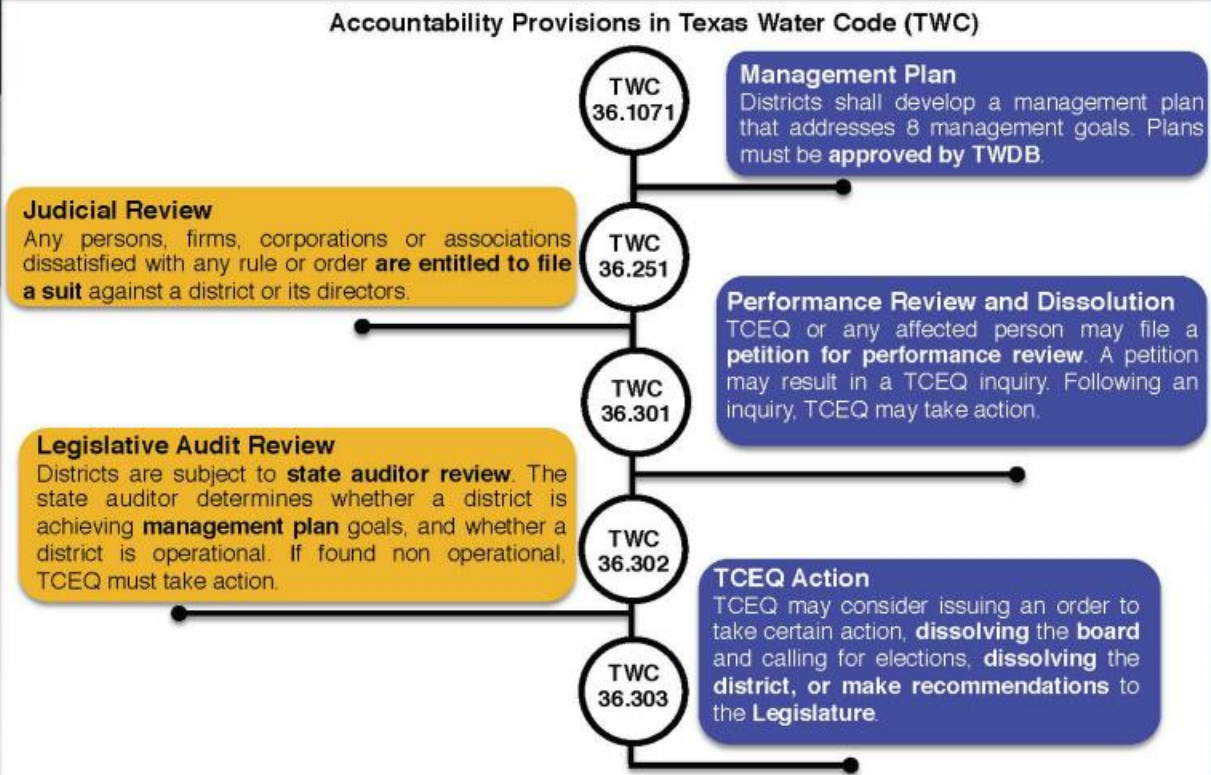 Accountability Provisions in Texas Water Code (TWC)
TWC
36.1071
Management Plan
Districts shall develop a management plan
that addresses 8 management goals. Plans
must be approved by TWDB.
Judicial Review
Any persons, firms, corporations or associations
dissatisfied with any rule or order are entitled to file
a suit against a district or its directors.
TWC
36.251
Performance Review and Dissolution
TCEQ or any affected person may file a
petition for performance review. A petition
may result in a TCEQ inquiry. Following an
inquiry, TCEQ may take action.
TWC
36.301
Legislative Audit Review
Districts are subject to state auditor review. The
state auditor determines whether a district is
achieving management plan goals, and whether a
district is operational. If found non operational,
TCEQ must take action.
TWC
36.302
TCEQ Action
TCEQ may consider issuing an order to
take certain action, dissolving the board
and calling for elections, dissolving the
district, or make recommendations to
the Legislature.
TWC
36.303